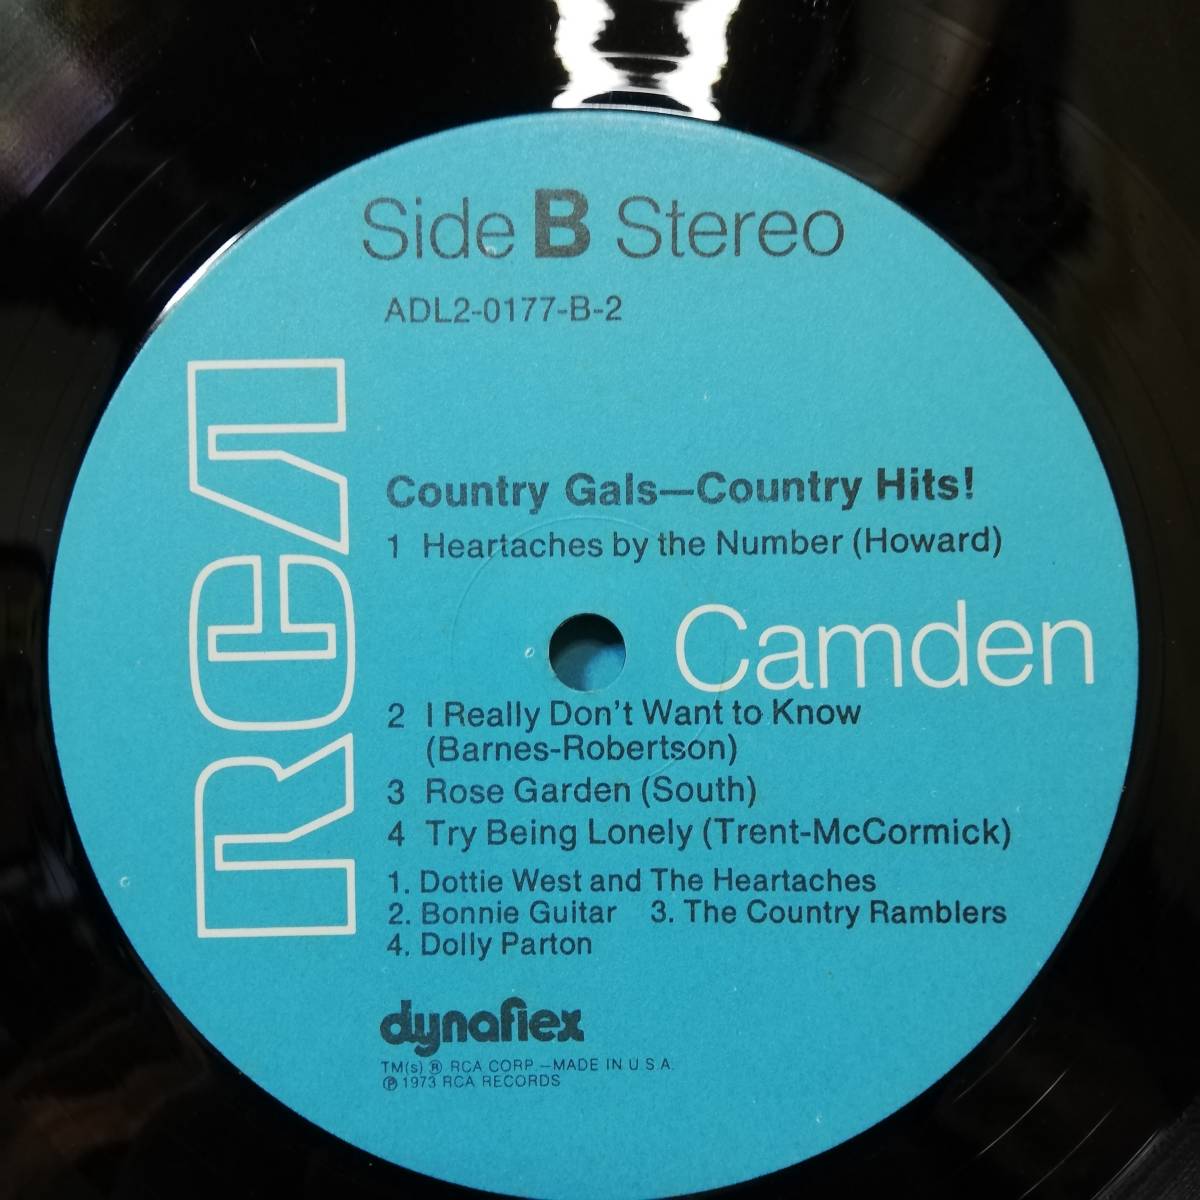 Side B Stereo
ADL2-0177-B-2
RCA
Country Gals—Country Hits!
1 Heartaches by the Number (Howard)
Camden
2 I Really Don't Want to Know
(Barnes-Robertson)
3 Rose Garden (South)
4 Try Being Lonely (Trent-McCormick)
1. Dottie West and The Heartaches
2. Bonnie Guitar 3. The Country Ramblers
4. Dolly Parton
dynaflex
TM(s) ® RCA CORP.—MADE IN U.S.A.
℗ 1973 RCA RECORDS